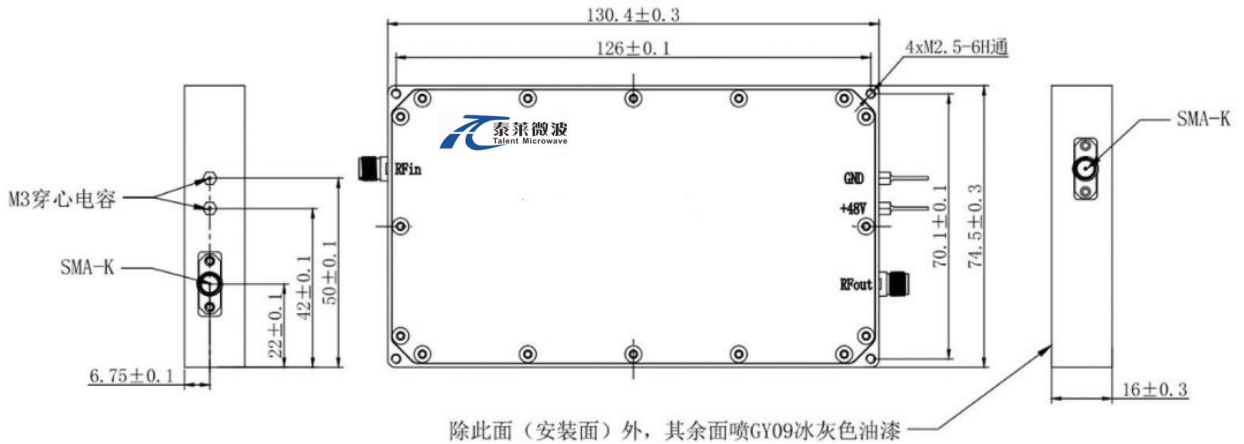 130.4±0.3
126±0.1
4xM2.5-6H通
泰莱微波
Talent Microwave
SMA-K
RFin
GND
M3穿心电容
+48V
SMA-K
RFout
22±0.1
42±0.1
50±0.1
70.1±0.1
74.5±0.3
6.75±0.1
16±0.3
除此面（安装面）外，其余面喷GY09冰灰色油漆